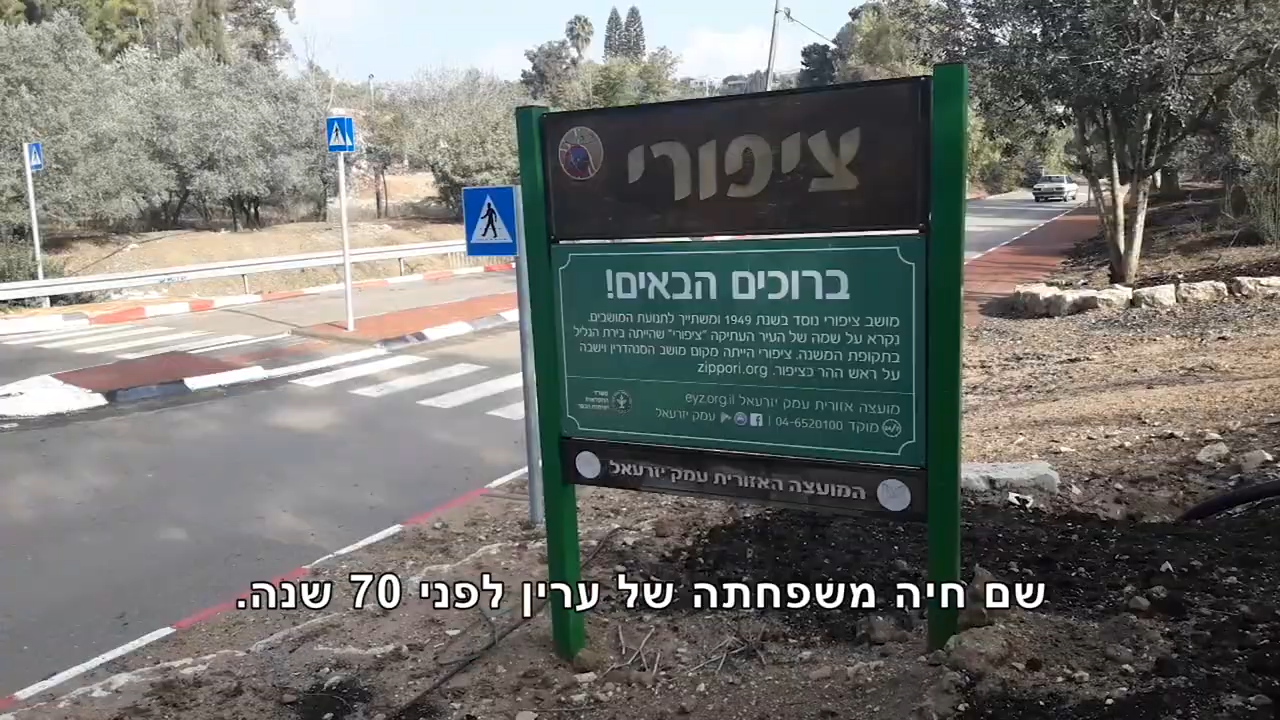 ציפורי
ברוכים הבאים!
מושב ציפורי נוסד בשנת 1949 ומשתייך לתנועת המושבים.
נקרא על שמה של העיר העתיקה "ציפורי" שהייתה בירת הגליל
בתקופת המשנה. ציפורי הייתה מקום מושב הסנהדרין וישבה
על ראש ההר כציפור. zippori.org
מועצה אזורית עמק יזרעאל eyz.org.il
מוקד 04-6520100 | עמק יזרעאל
המועצה האזורית עמק יזרעאל
שם חיה משפחתה של ערין לפני 70 שנה.